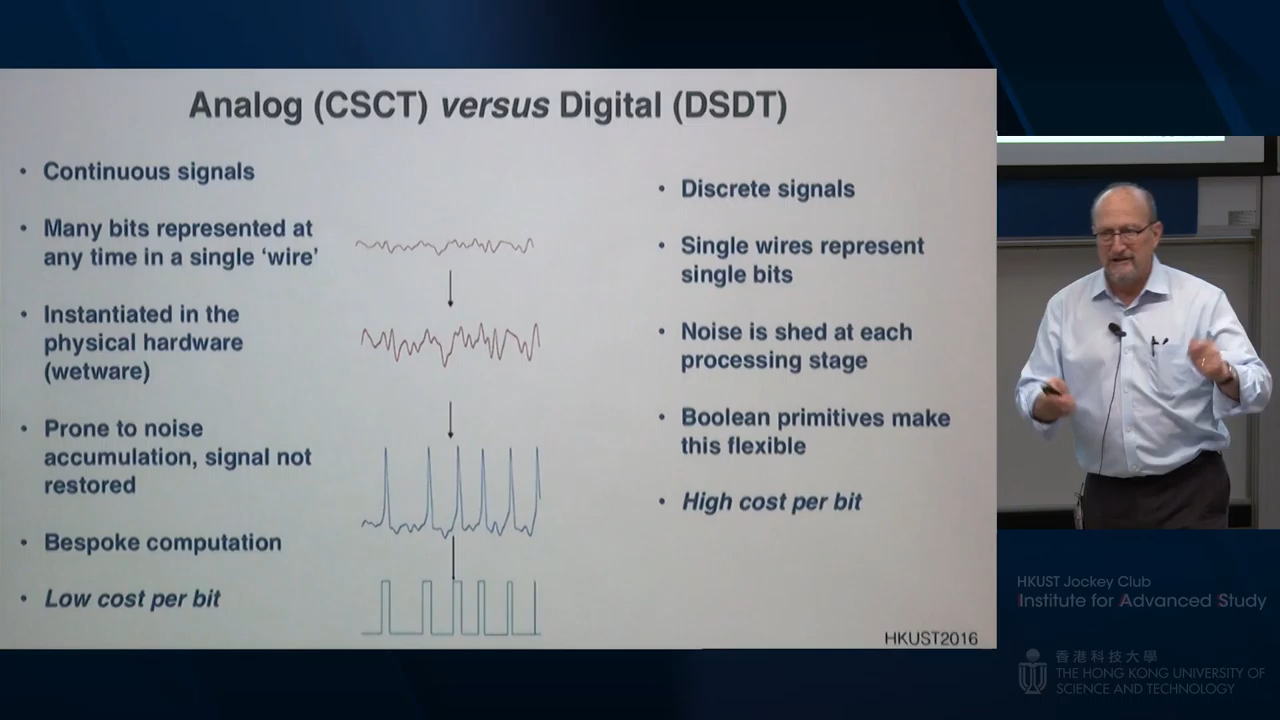 Analog (CSCT) versus Digital (DSDT)
• Continuous signals
• Many bits represented at
any time in a single ‘wire’
• Instantiated in the
physical hardware
(wetware)
• Prone to noise
accumulation, signal not
restored
• Bespoke computation
• Low cost per bit
• Discrete signals
• Single wires represent
single bits
• Noise is shed at each
processing stage
• Boolean primitives make
this flexible
• High cost per bit
HKUST2016
HKUST Jockey Club
Institute for Advanced Study
香港科技大學
THE HONG KONG UNIVERSITY OF
SCIENCE AND TECHNOLOGY